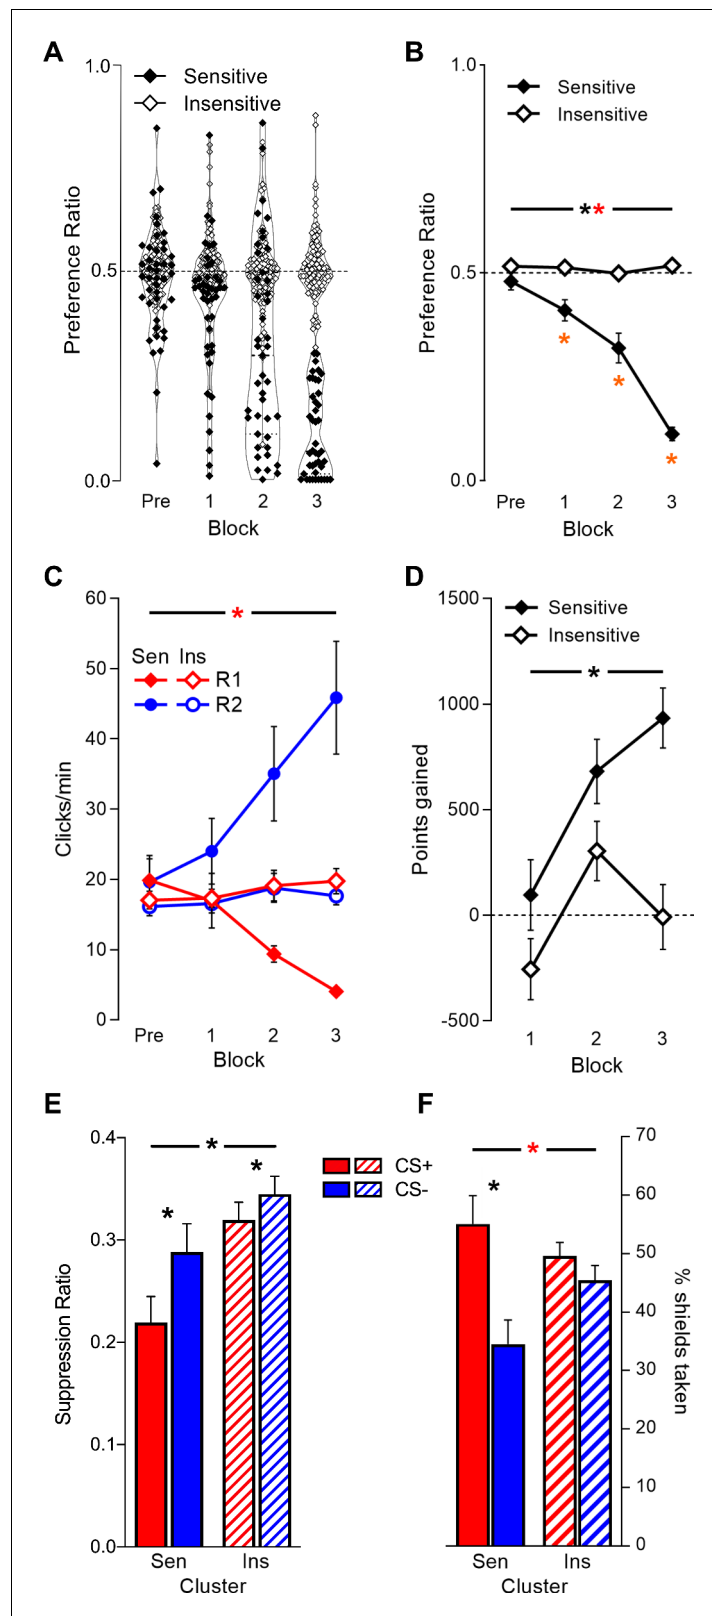 A
1.0
0.5
0.0
Preference Ratio
Sensitive
Insensitive
Pre 1 2 3
Block
B
1.0
0.5
0.0
Preference Ratio
Sensitive
Insensitive
**
*
*
*
Pre 1 2 3
Block
C
60
50
40
30
20
10
0
Clicks/min
*
Sen Ins
R1
R2
Pre 1 2 3
Block
D
1500
1000
500
0
-500
Points gained
Sensitive
Insensitive
*
1 2 3
Block
E
0.4
0.3
0.2
0.1
0.0
Suppression Ratio
*
*
*
CS+
CS-
Sen Ins
Cluster
F
*
*
70
60
50
40
30
20
10
0
% shields taken
Sen Ins
Cluster